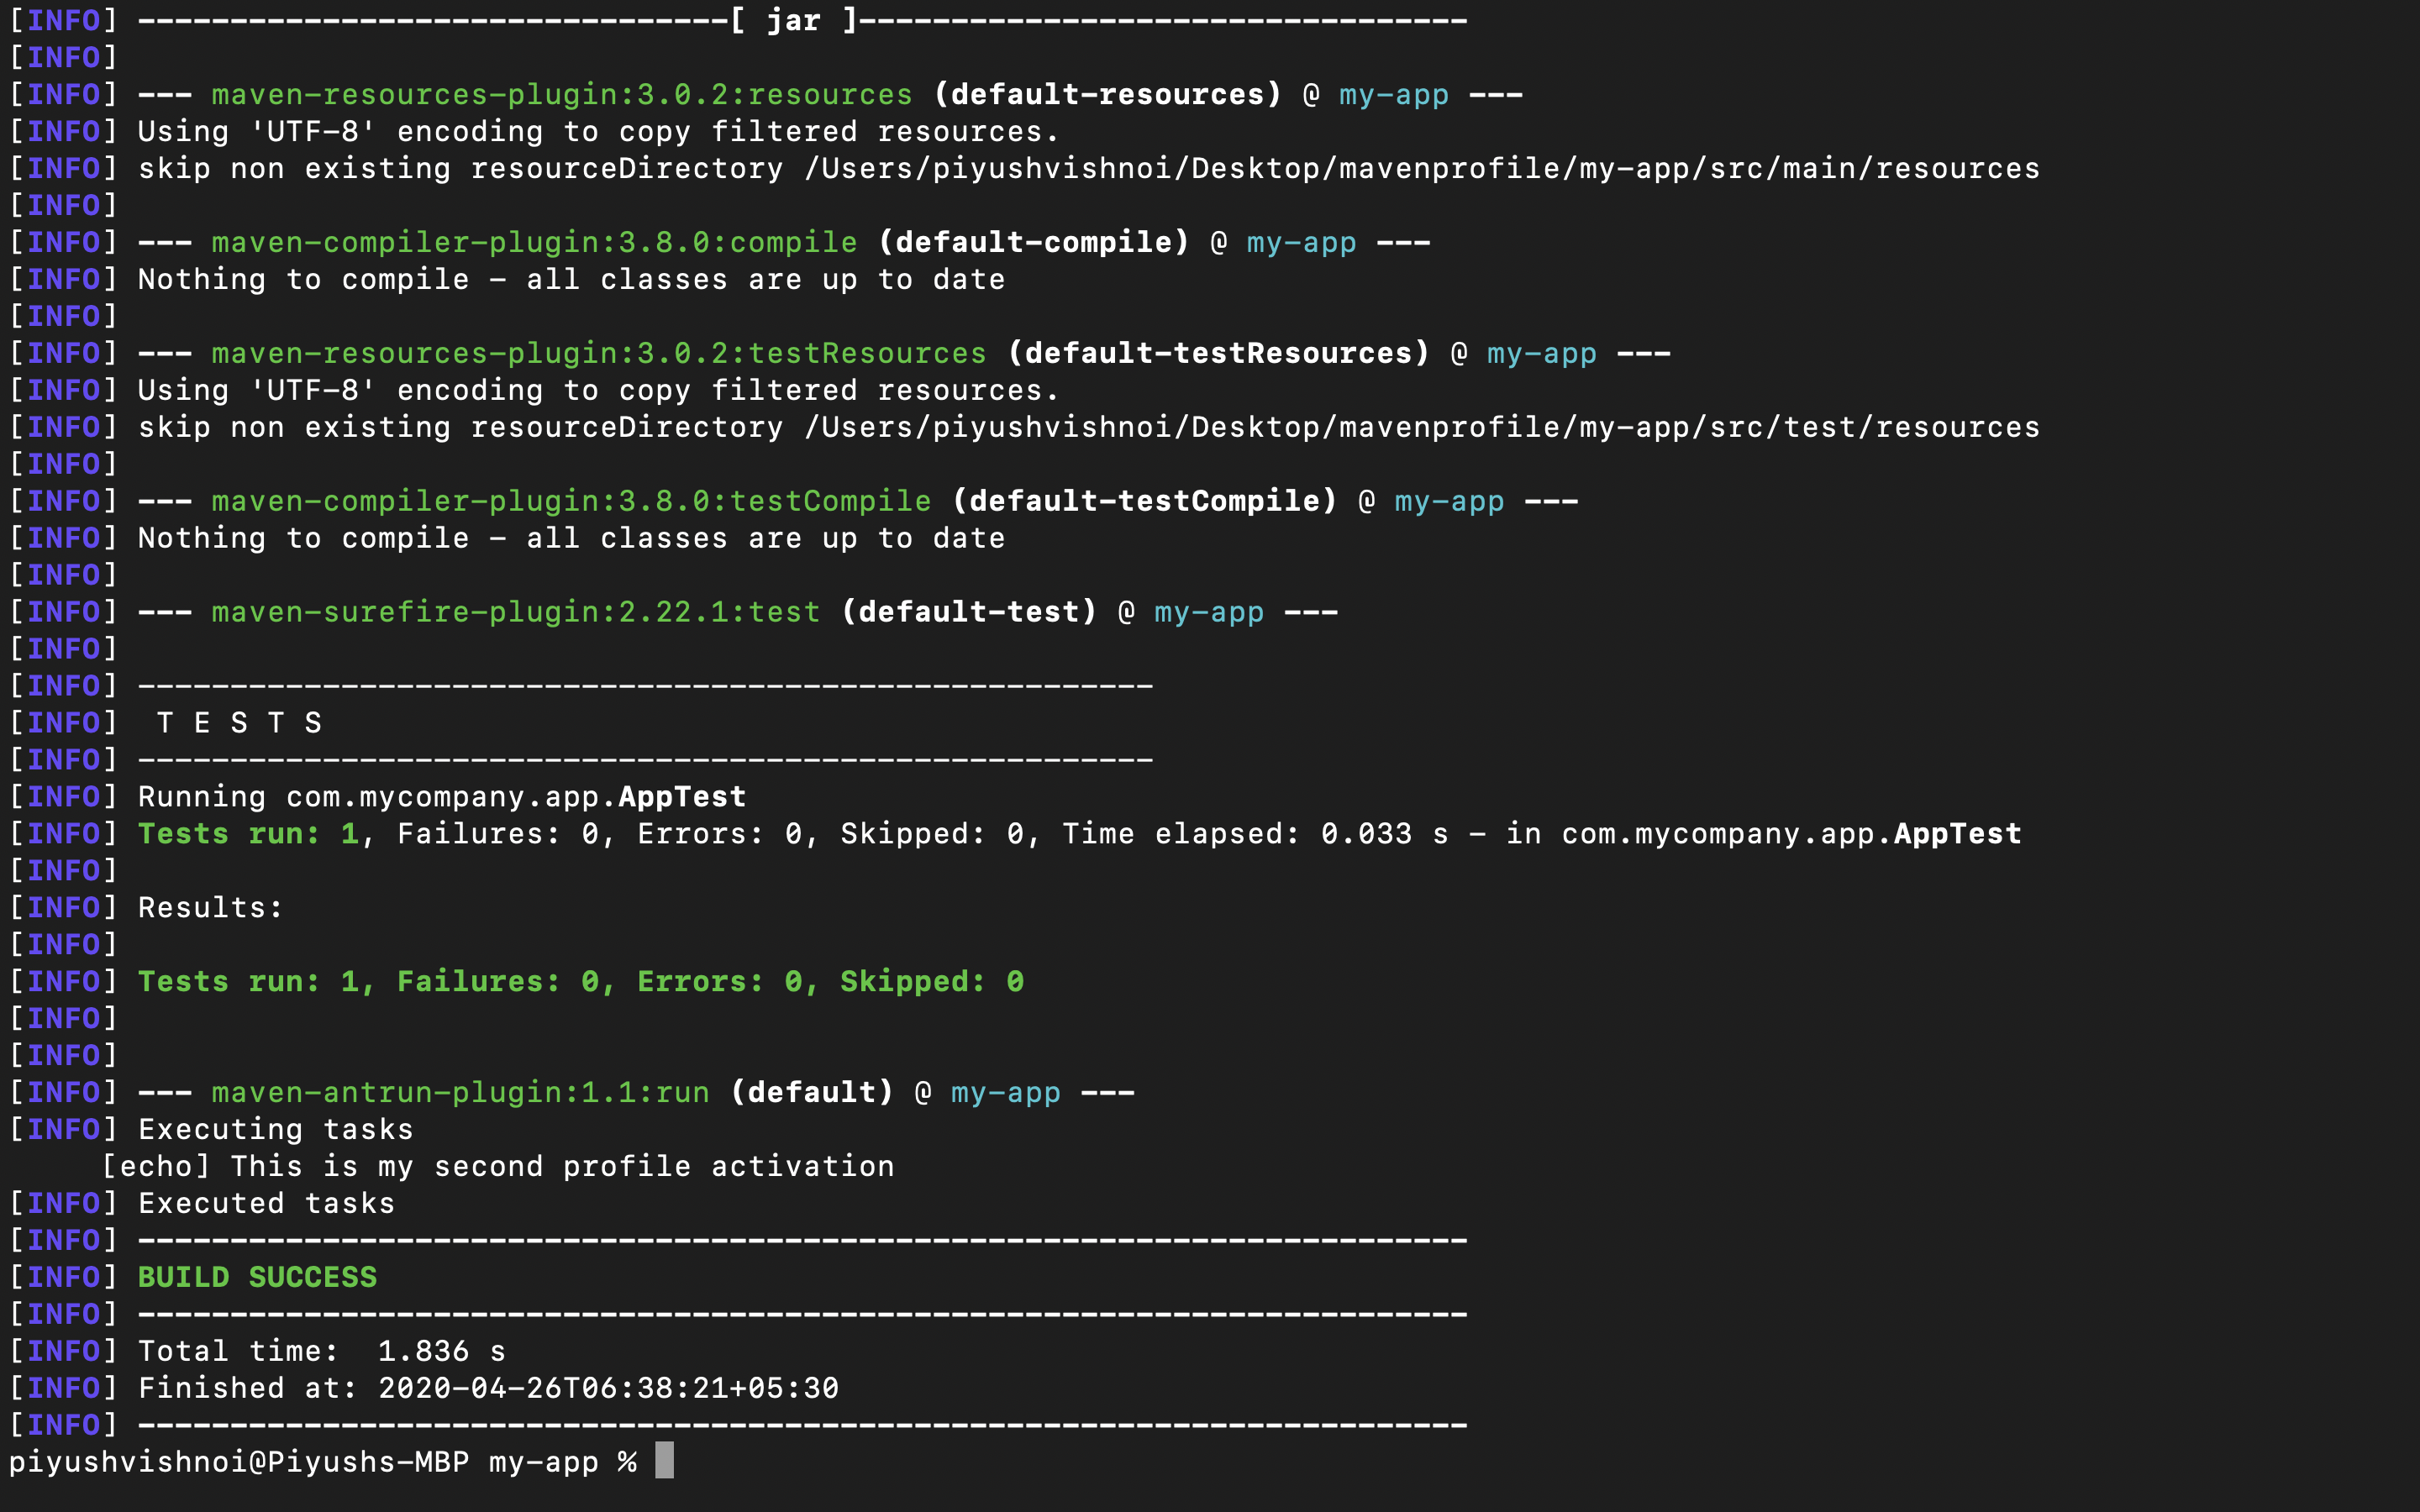 [INFO] --------------------------------[ jar ]---------------------------------
[INFO]
[INFO] --- maven-resources-plugin:3.0.2:resources (default-resources) @ my-app ---
[INFO] Using 'UTF-8' encoding to copy filtered resources.
[INFO] skip non existing resourceDirectory /Users/piyushvishnoi/Desktop/mavenprofile/my-app/src/main/resources
[INFO]
[INFO] --- maven-compiler-plugin:3.8.0:compile (default-compile) @ my-app ---
[INFO] Nothing to compile - all classes are up to date
[INFO]
[INFO] --- maven-resources-plugin:3.0.2:testResources (default-testResources) @ my-app ---
[INFO] Using 'UTF-8' encoding to copy filtered resources.
[INFO] skip non existing resourceDirectory /Users/piyushvishnoi/Desktop/mavenprofile/my-app/src/test/resources
[INFO]
[INFO] --- maven-compiler-plugin:3.8.0:testCompile (default-testCompile) @ my-app ---
[INFO] Nothing to compile - all classes are up to date
[INFO]
[INFO] --- maven-surefire-plugin:2.22.1:test (default-test) @ my-app ---
[INFO]
[INFO] -------------------------------------------------------
[INFO]  T E S T S
[INFO] -------------------------------------------------------
[INFO] Running com.mycompany.app.AppTest
[INFO] Tests run: 1, Failures: 0, Errors: 0, Skipped: 0, Time elapsed: 0.033 s - in com.mycompany.app.AppTest
[INFO]
[INFO] Results:
[INFO]
[INFO] Tests run: 1, Failures: 0, Errors: 0, Skipped: 0
[INFO]
[INFO]
[INFO] --- maven-antrun-plugin:1.1:run (default) @ my-app ---
[INFO] Executing tasks
     [echo] This is my second profile activation
[INFO] Executed tasks
[INFO] ------------------------------------------------------------------------
[INFO] BUILD SUCCESS
[INFO] ------------------------------------------------------------------------
[INFO] Total time:  1.836 s
[INFO] Finished at: 2020-04-26T06:38:21+05:30
[INFO] ------------------------------------------------------------------------
piyushvishnoi@Piyushs-MBP my-app %